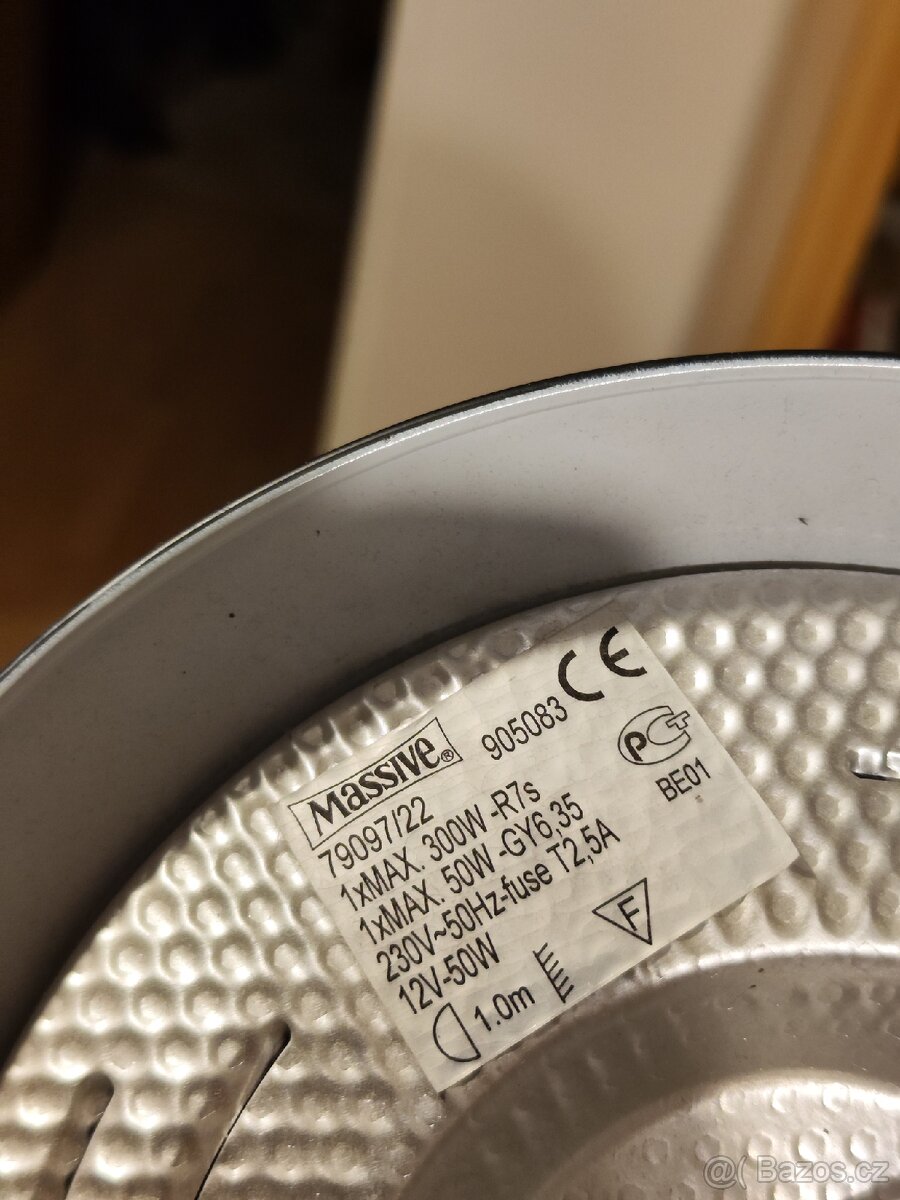 Massive®
905083
CE
79097/22
1xMAX. 300W -R7s
1xMAX. 50W -GY6,35
230V~50Hz-fuse T2,5A
12V-50W
1.0m
F
PCT
BE01
@( Bazos.cz